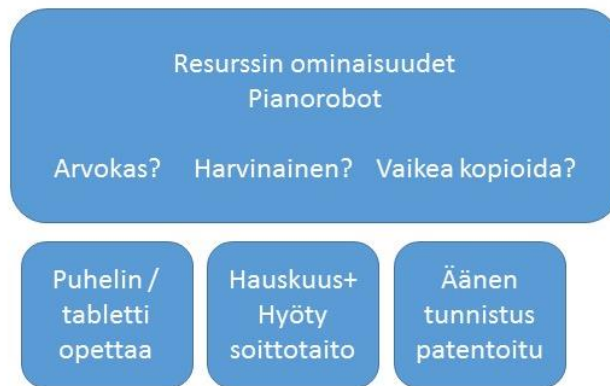 Resurssin ominaisuudet
Pianorobot
Arvokas? Harvinainen? Vaikea kopioida?
Puhelin /
tabletti
opettaa
Hauskuus+
Hyöty
soittotaito
Äänen
tunnistus
patentoitu